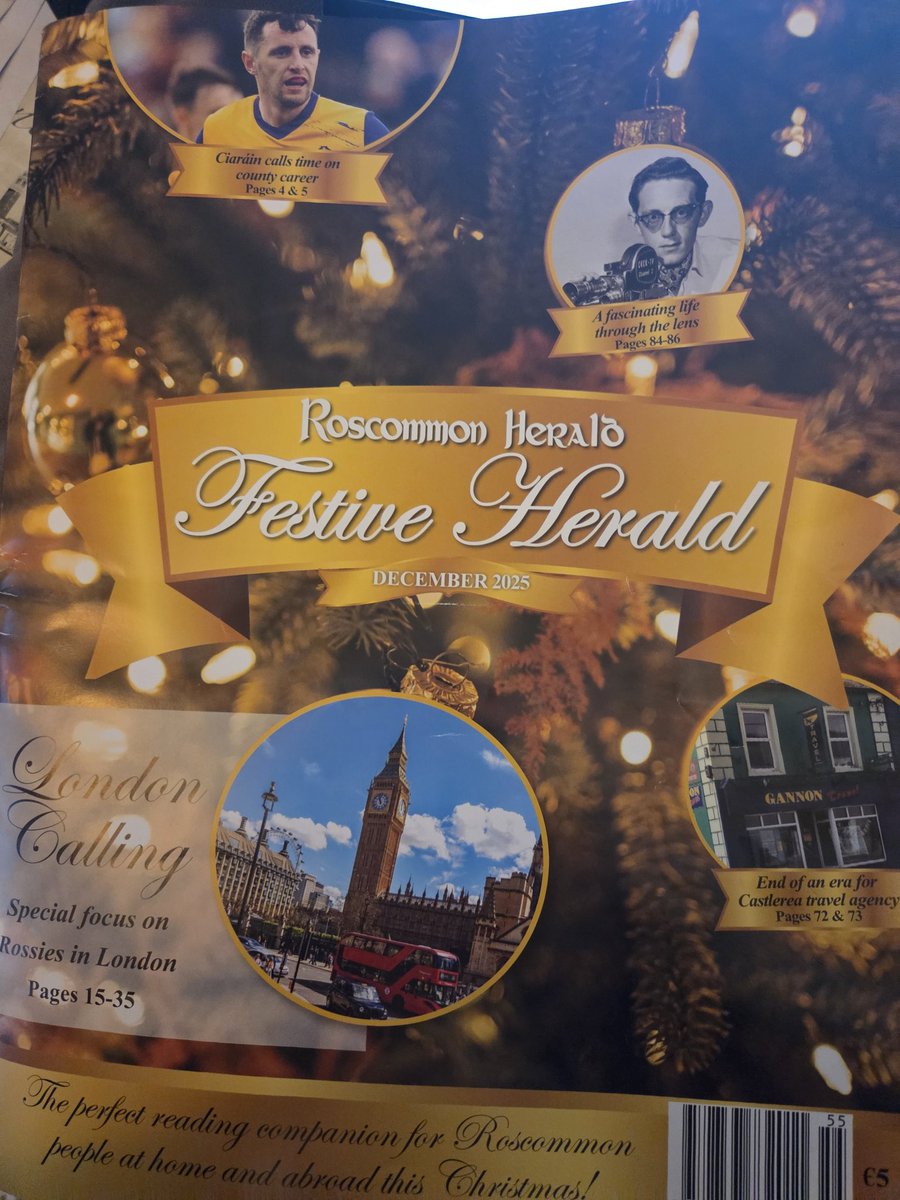 Ciaráin calls time on
county career
Pages 4 & 5
A fascinating life
through the lens
Pages 84-86
Roscommon Herald
Festive Herald
DECEMBER 2025
London
Calling
Special focus on
Rossies in London
Pages 15-35
GANNON Travel
End of an era for
Castlerea travel agency
Pages 72 & 73
The perfect reading companion for Roscommon
people at home and abroad this Christmas!
55
€5